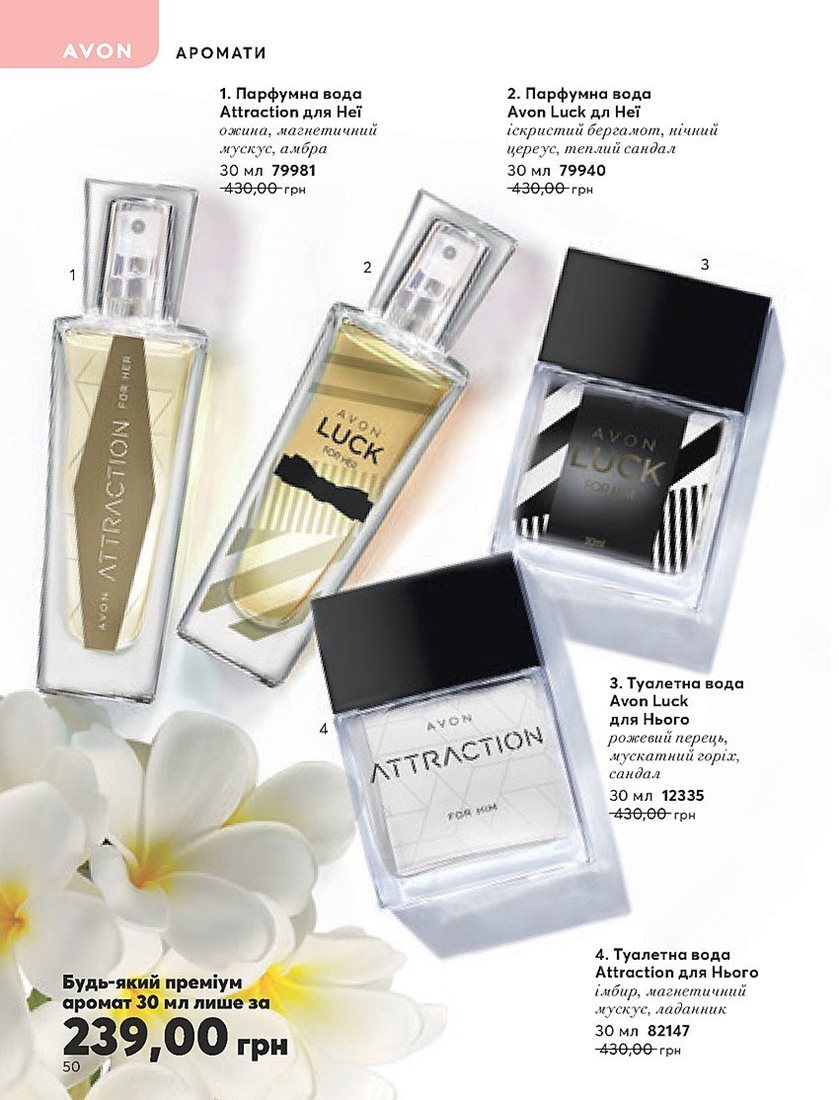 AVON
АРОМАТИ
1. Парфумна вода
Attraction для Неї
ожина, магнетичний
мускус, амбра
30 мл 79981
430,00 грн
2. Парфумна вода
Avon Luck дл Неї
іскристий бергамот, нічний
цереус, теплий сандал
30 мл 79940
430,00 грн
1
2
3
AVON ATTRACTION FOR HER
AVON
LUCK
FOR HER
AVON
LUCK
FOR HIM
30ml
3. Туалетна вода
Avon Luck
для Нього
рожевий перець,
мускатний горіх,
сандал
30 мл 12335
430,00 грн
4
AVON
ATTRACTION
FOR HIM
4. Туалетна вода
Attraction для Нього
імбир, магнетичний
мускус, ладанник
30 мл 82147
430,00 грн
Будь-який преміум
аромат 30 мл лише за
239,00 грн
50